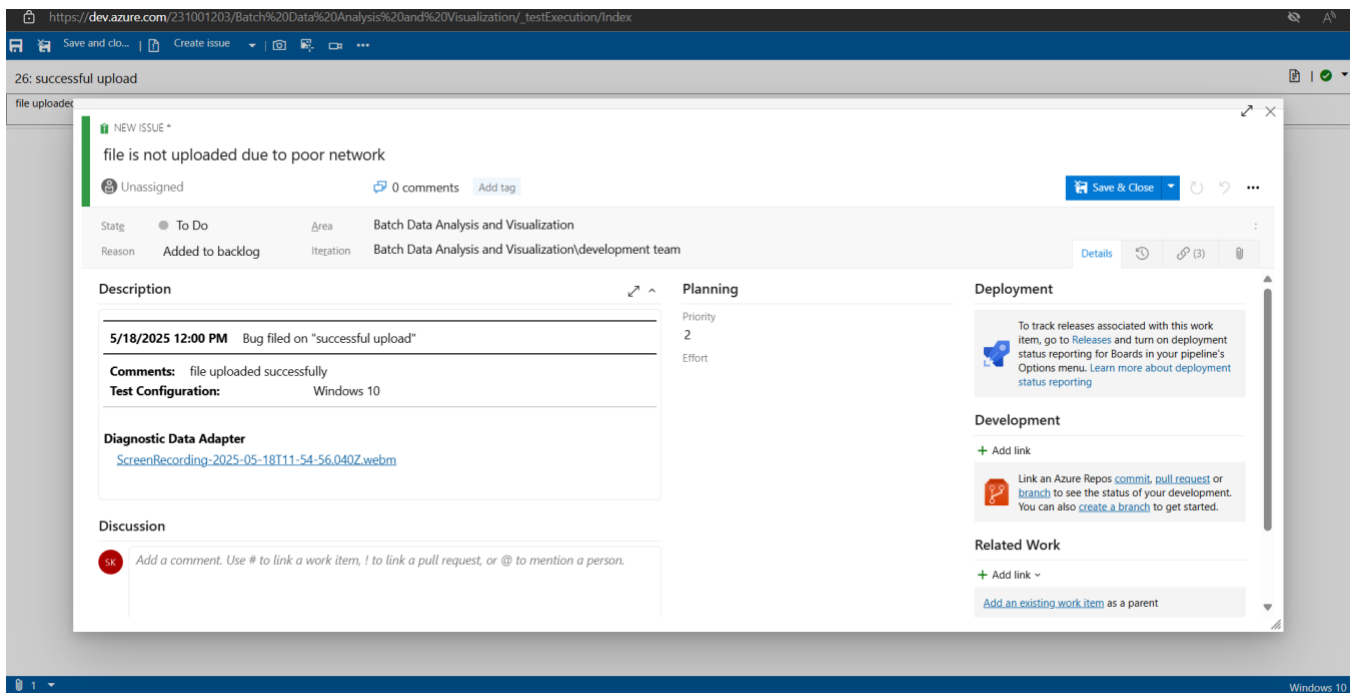 https://dev.azure.com/231001203/Batch%20Data%20Analysis%20and%20Visualization/_testExecution/Index
Save and clo... Create issue
26: successful upload
file uploaded
NEW ISSUE *
file is not uploaded due to poor network
Unassigned 0 comments Add tag Save & Close
State To Do Area Batch Data Analysis and Visualization
Reason Added to backlog Iteration Batch Data Analysis and Visualization\development team
Details (3)
Description
5/18/2025 12:00 PM Bug filed on "successful upload"
Comments: file uploaded successfully
Test Configuration: Windows 10
Diagnostic Data Adapter
ScreenRecording-2025-05-18T11-54-56.040Z.webm
Discussion
SK
Add a comment. Use # to link a work item, ! to link a pull request, or @ to mention a person.
Planning
Priority
2
Effort
Deployment
To track releases associated with this work
item, go to Releases and turn on deployment
status reporting for Boards in your pipeline's
Options menu. Learn more about deployment
status reporting
Development
+ Add link
Link an Azure Repos commit, pull request or
branch to see the status of your development.
You can also create a branch to get started.
Related Work
+ Add link
Add an existing work item as a parent
1
Windows 10